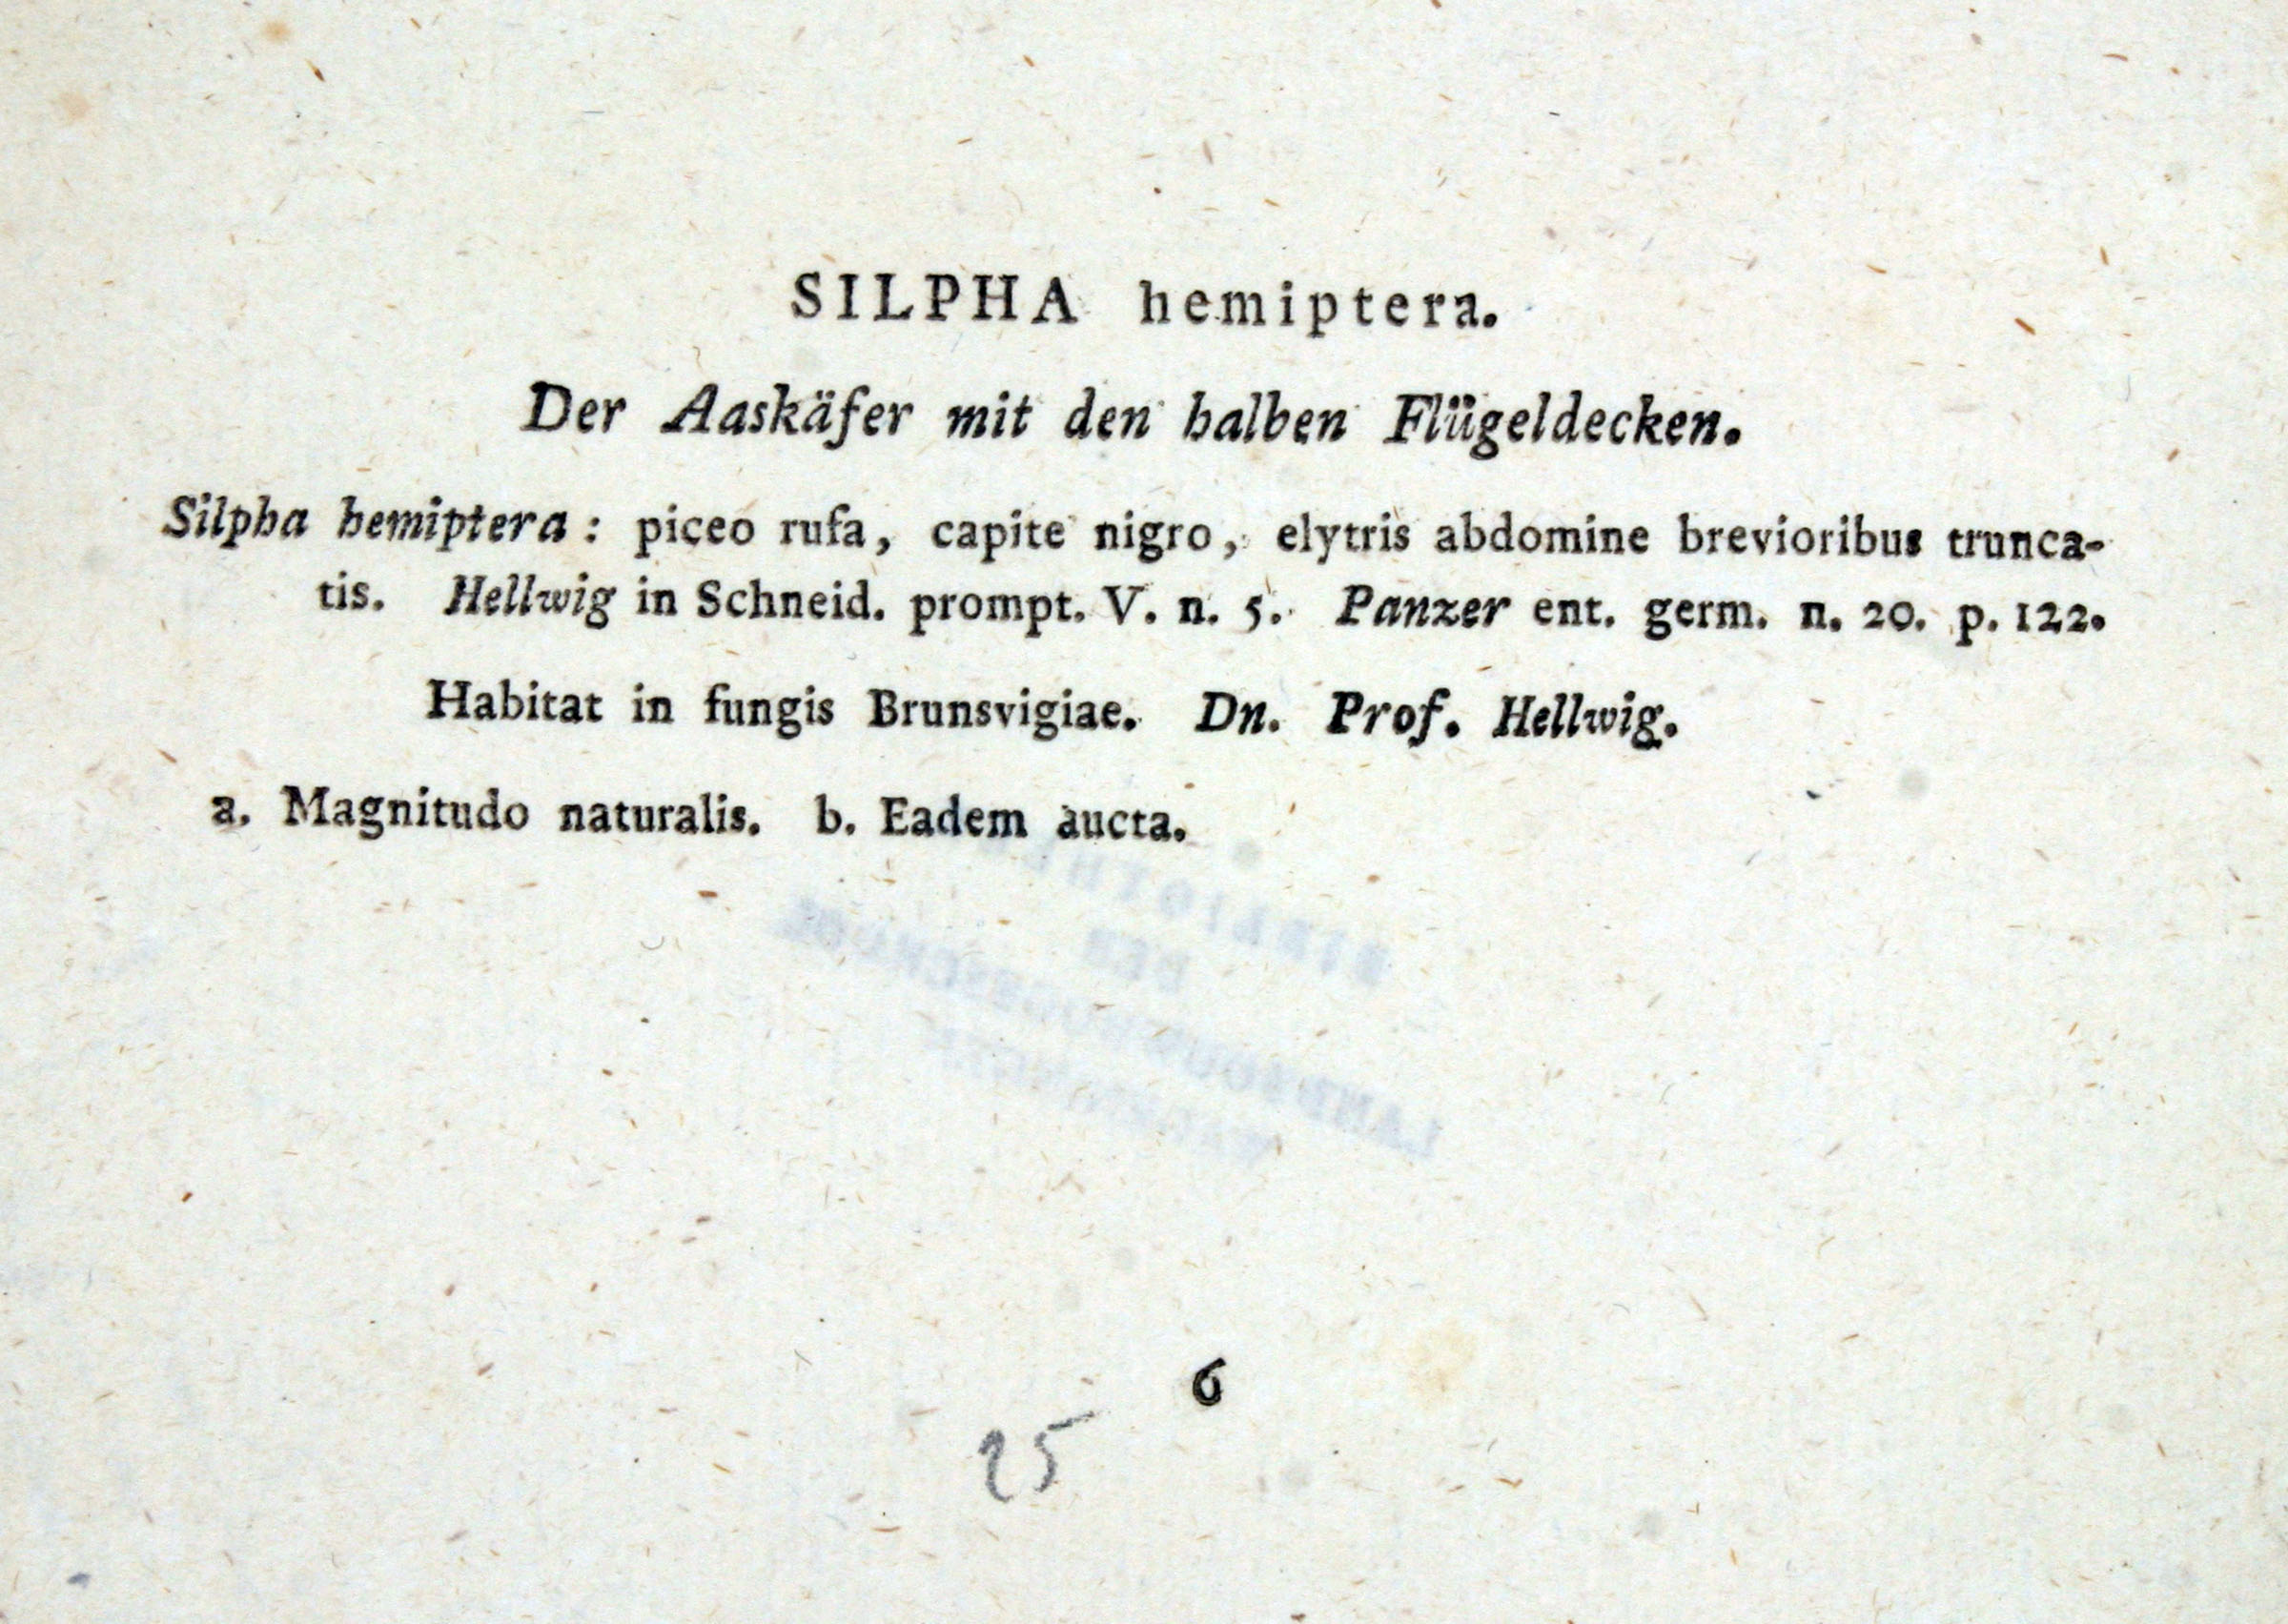 SILPHA hemiptera.
Der Aaskäfer mit den halben Flügeldecken.
Silpha hemiptera: piceo rufa, capite nigro, elytris abdomine brevioribus trunca-
tis. Hellwig in Schneid. prompt. V. n. 5. Panzer ent. germ. n. 20. p. 122.
Habitat in fungis Brunsvigiae. Dn. Prof. Hellwig.
a. Magnitudo naturalis. b. Eadem aucta.
BIBLIOTHEK
DER
6
25